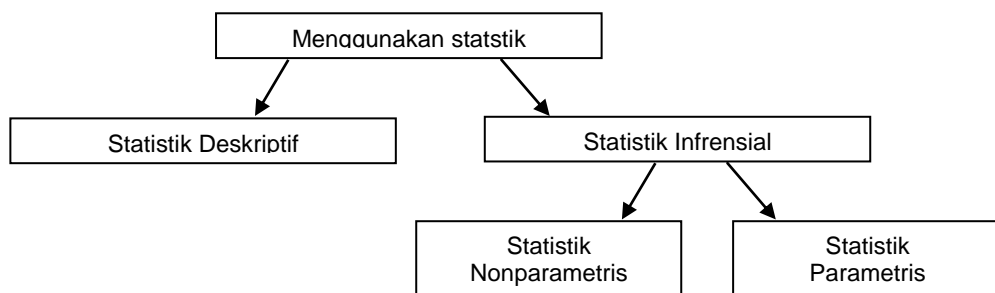 Menggunakan statstik
Statistik Deskriptif
Statistik Infrensial
Statistik
Nonparametris
Statistik
Parametris